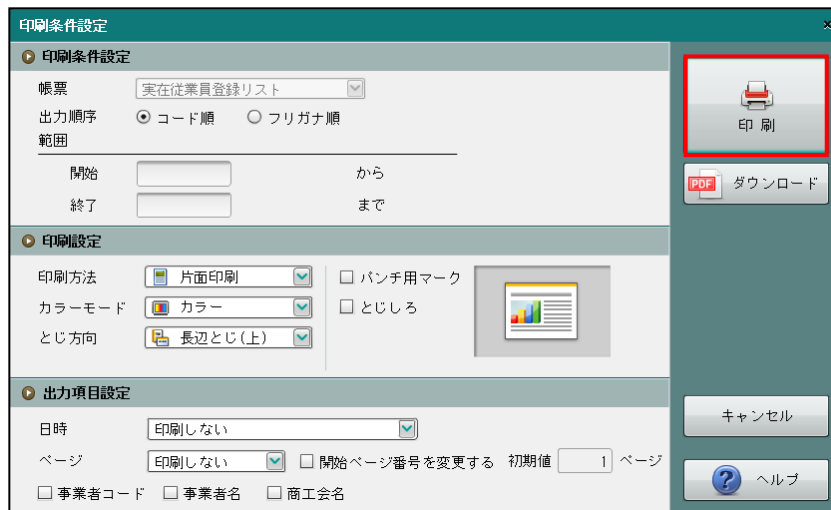 印刷条件設定
×
印刷条件設定
帳票 実在従業員登録リスト
出力順序 コード順 フリガナ順
範囲
開始 から
終了 まで
印刷設定
印刷方法 片面印刷 パンチ用マーク
カラーモード カラー とじしろ
とじ方向 長辺とじ(上)
出力項目設定
日時 印刷しない
ページ 印刷しない 開始ページ番号を変更する 初期値 1 ページ
事業者コード 事業者名 商工会名
印 刷
PDF ダウンロード
キャンセル
? ヘルプ